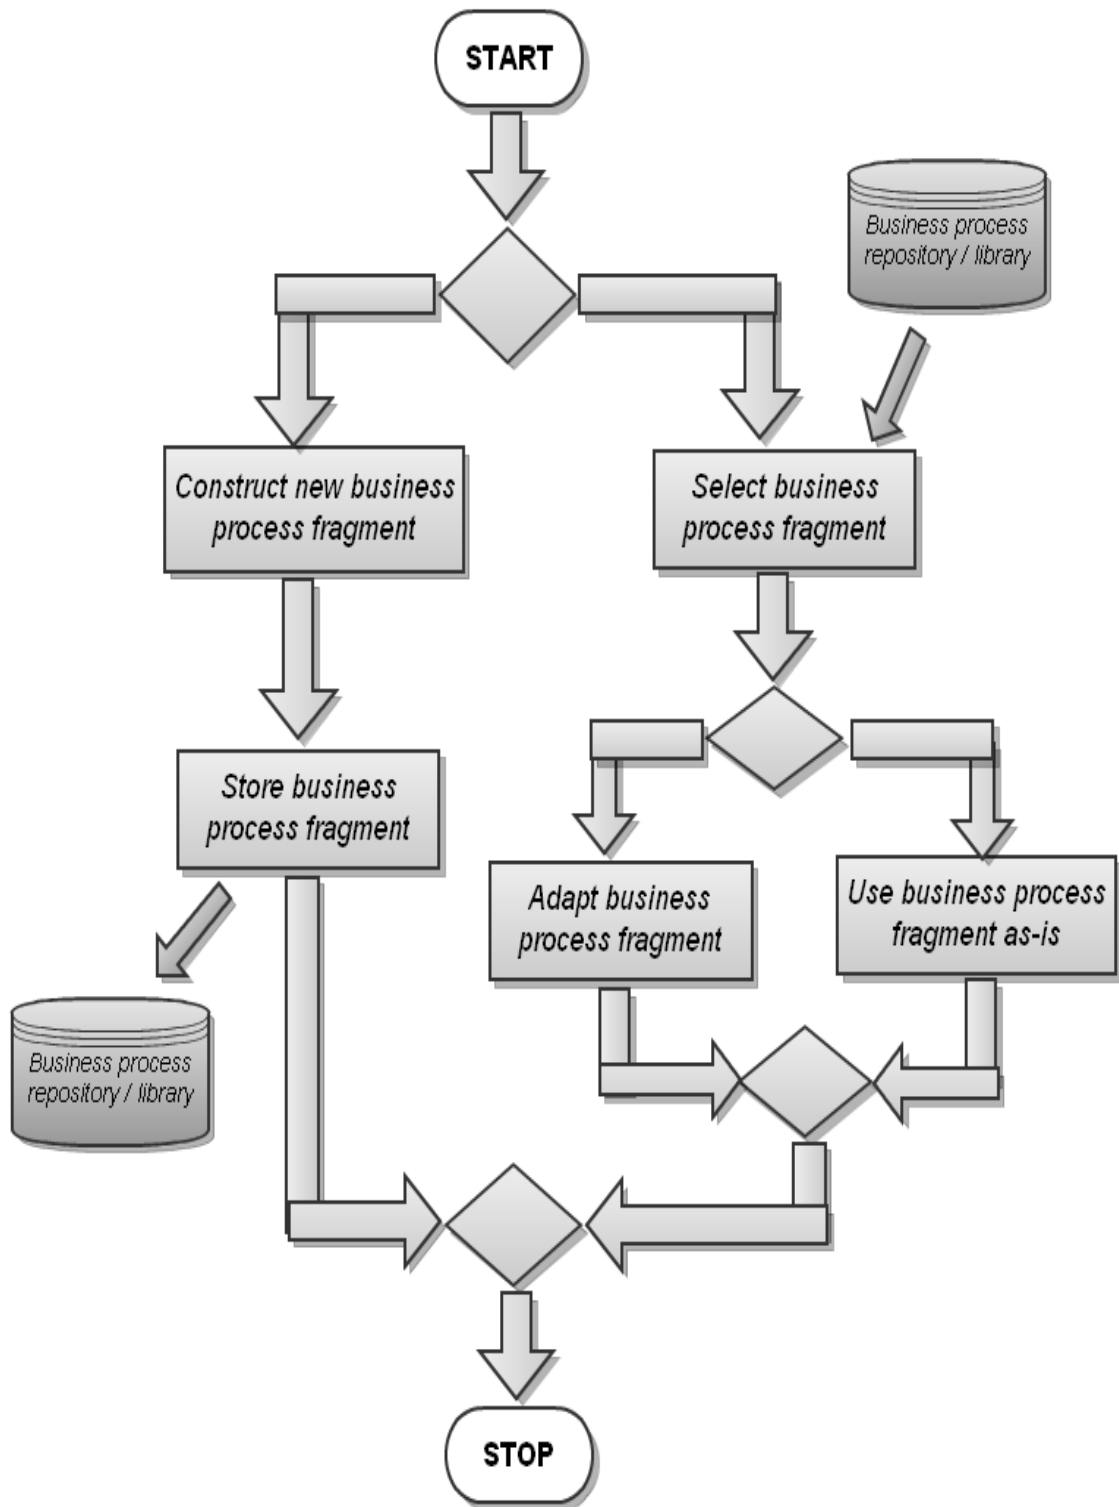 START
Business process
repository / library
Construct new business
process fragment
Select business
process fragment
Store business
process fragment
Adapt business
process fragment
Use business process
fragment as-is
Business process
repository / library
STOP